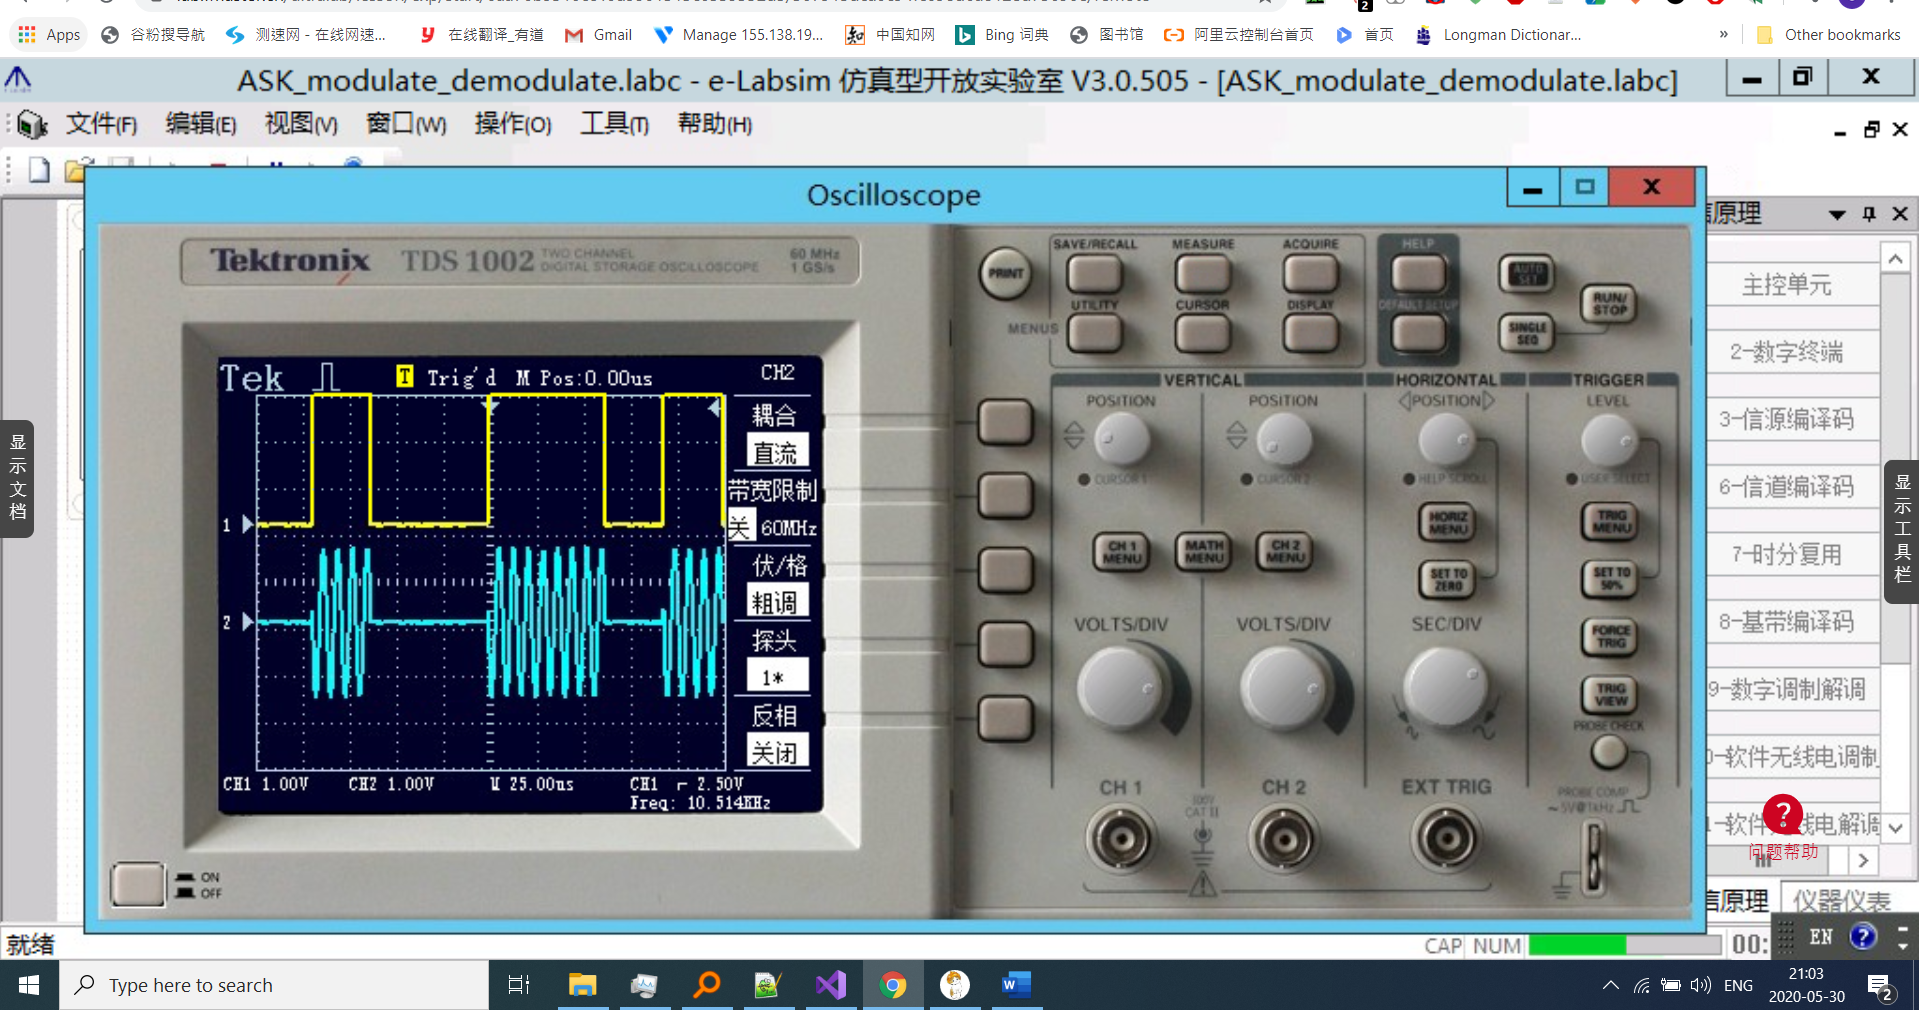 Apps
谷粉搜导航
测速网 - 在线网速...
在线翻译_有道
Gmail
Manage 155.138.19...
中国知网
Bing 词典
图书馆
阿里云控制台首页
首页
Longman Dictionar...
»
Other bookmarks
ASK_modulate_demodulate.labc - e-Labsim 仿真型开放实验室 V3.0.505 - [ASK_modulate_demodulate.labc]
文件(F) 编辑(E) 视图(V) 窗口(W) 操作(O) 工具(T) 帮助(H)
Oscilloscope
Tektronix TDS 1002 TWO CHANNEL DIGITAL STORAGE OSCILLOSCOPE
60 MHz
1 GS/s
Tek
T Trig'd M Pos:0.00us
CH2
耦合
直流
带宽限制
关 60MHz
伏/格
粗调
探头
1*
反相
关闭
1
2
CH1 1.00V CH2 1.00V M 25.00ns CH1 2.50V
Freq: 10.514KHz
ON
OFF
PRINT
SAVE/RECALL MEASURE ACQUIRE
UTILITY CURSOR DISPLAY
MENUS
HELP
DEFAULT SETUP
AUTO SET
RUN/STOP
SINGLE SEQ
VERTICAL HORIZONTAL TRIGGER
POSITION POSITION POSITION LEVEL
CURSOR 1 CURSOR 2 HELP SCROLL USER SELECT
CH 1 MENU
MATH MENU
CH 2 MENU
HORIZ MENU
TRIG MENU
SET TO ZERO
SET TO 50%
FORCE TRIG
TRIG VIEW
VOLTS/DIV VOLTS/DIV SEC/DIV
PROBE CHECK
CH 1 CH 2 EXT TRIG
PROBE COMP
~5V@1kHz
300V
CAT II
信原理
主控单元
2-数字终端
3-信源编译码
6-信道编译码
7-时分复用
8-基带编译码
9-数字调制解调
0-软件无线电调制
1-软件无线电解调
问题帮助
信原理 仪器仪表
显示文档
显示工具栏
就绪
CAP NUM
00:
EN
Type here to search
ENG
21:03
2020-05-30
2